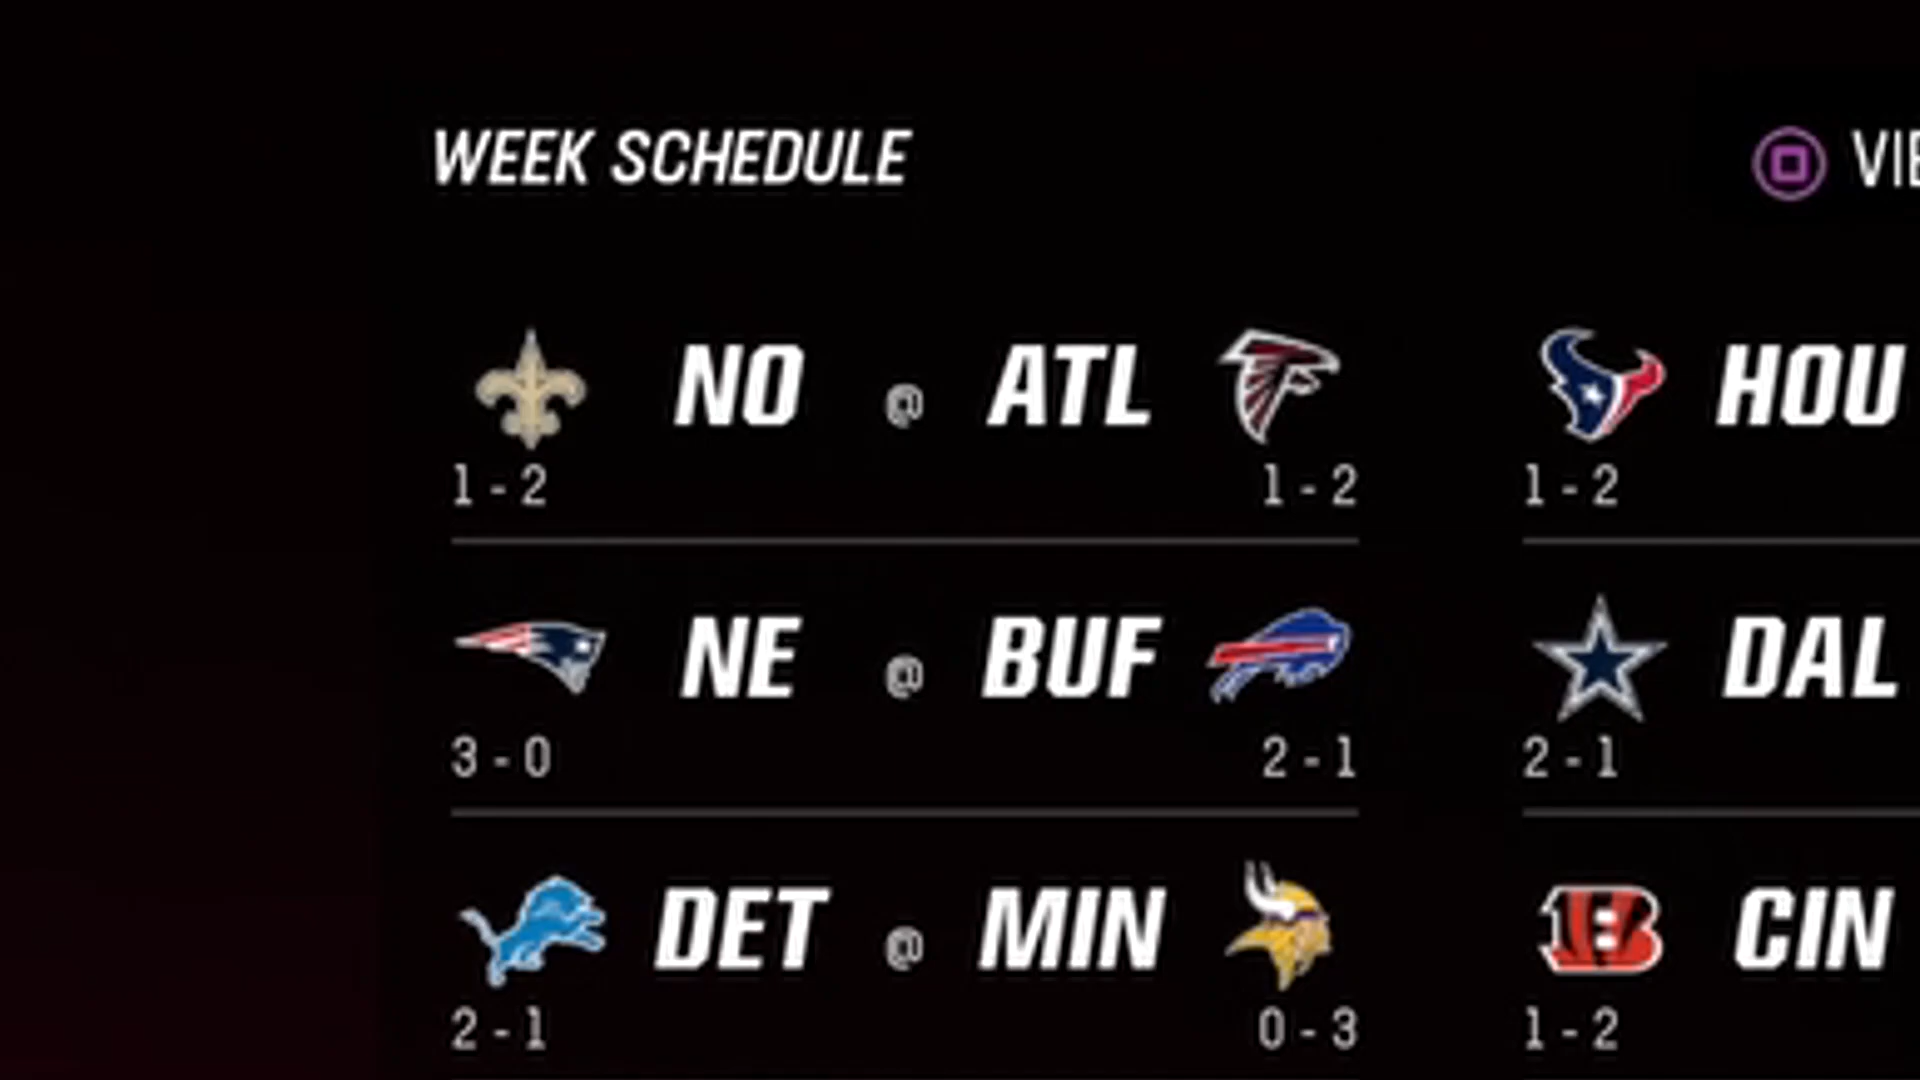 WEEK SCHEDULE
NO @ ATL HOU
1 - 2 1 - 2 1 - 2
NE @ BUF DAL
3 - 0 2 - 1 2 - 1
DET @ MIN CIN
2 - 1 0 - 3 1 - 2